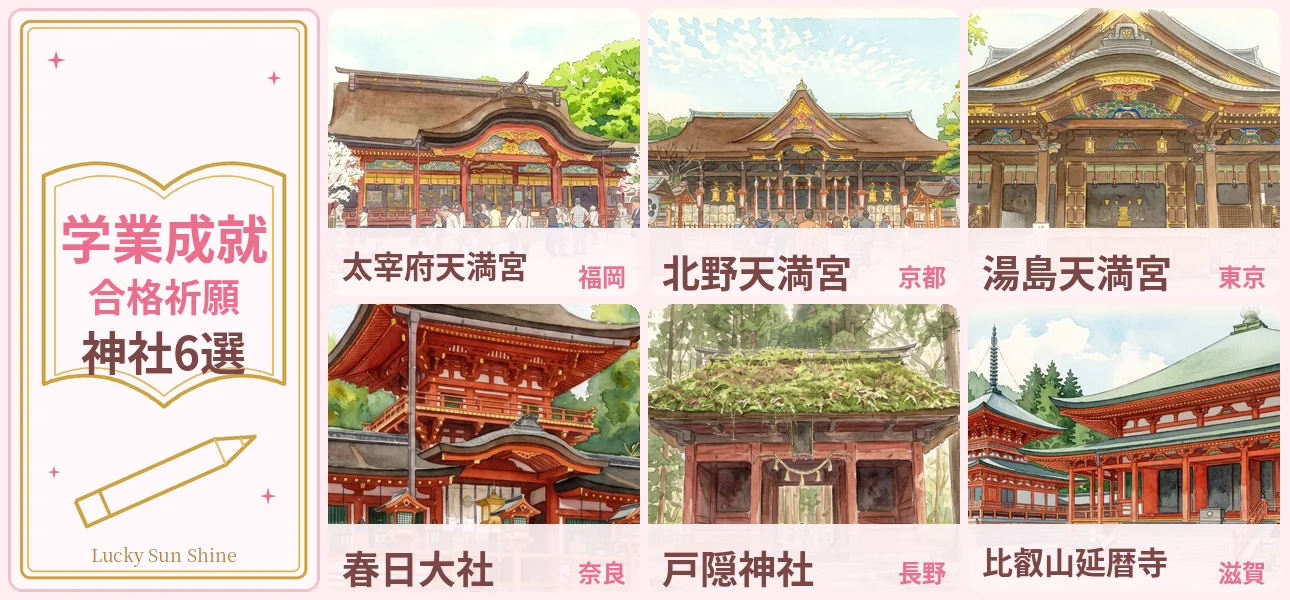 学業成就
合格祈願
神社6選
Lucky Sun Shine
太宰府天満宮 福岡
北野天満宮 京都
湯島天満宮 東京
春日大社 奈良
戸隠神社 長野
比叡山延暦寺 滋賀